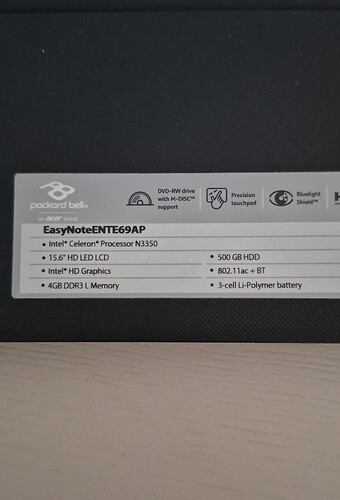 packard bell®
an acer brand
DVD-RW drive
with M-DISC™
support
Precision
touchpad
Bluelight
Shield™
EasyNoteENTE69AP
• Intel® Celeron® Processor N3350
• 15.6" HD LED LCD
• 500 GB HDD
• Intel® HD Graphics
• 802.11ac + BT
• 4GB DDR3 L Memory
• 3-cell Li-Polymer battery